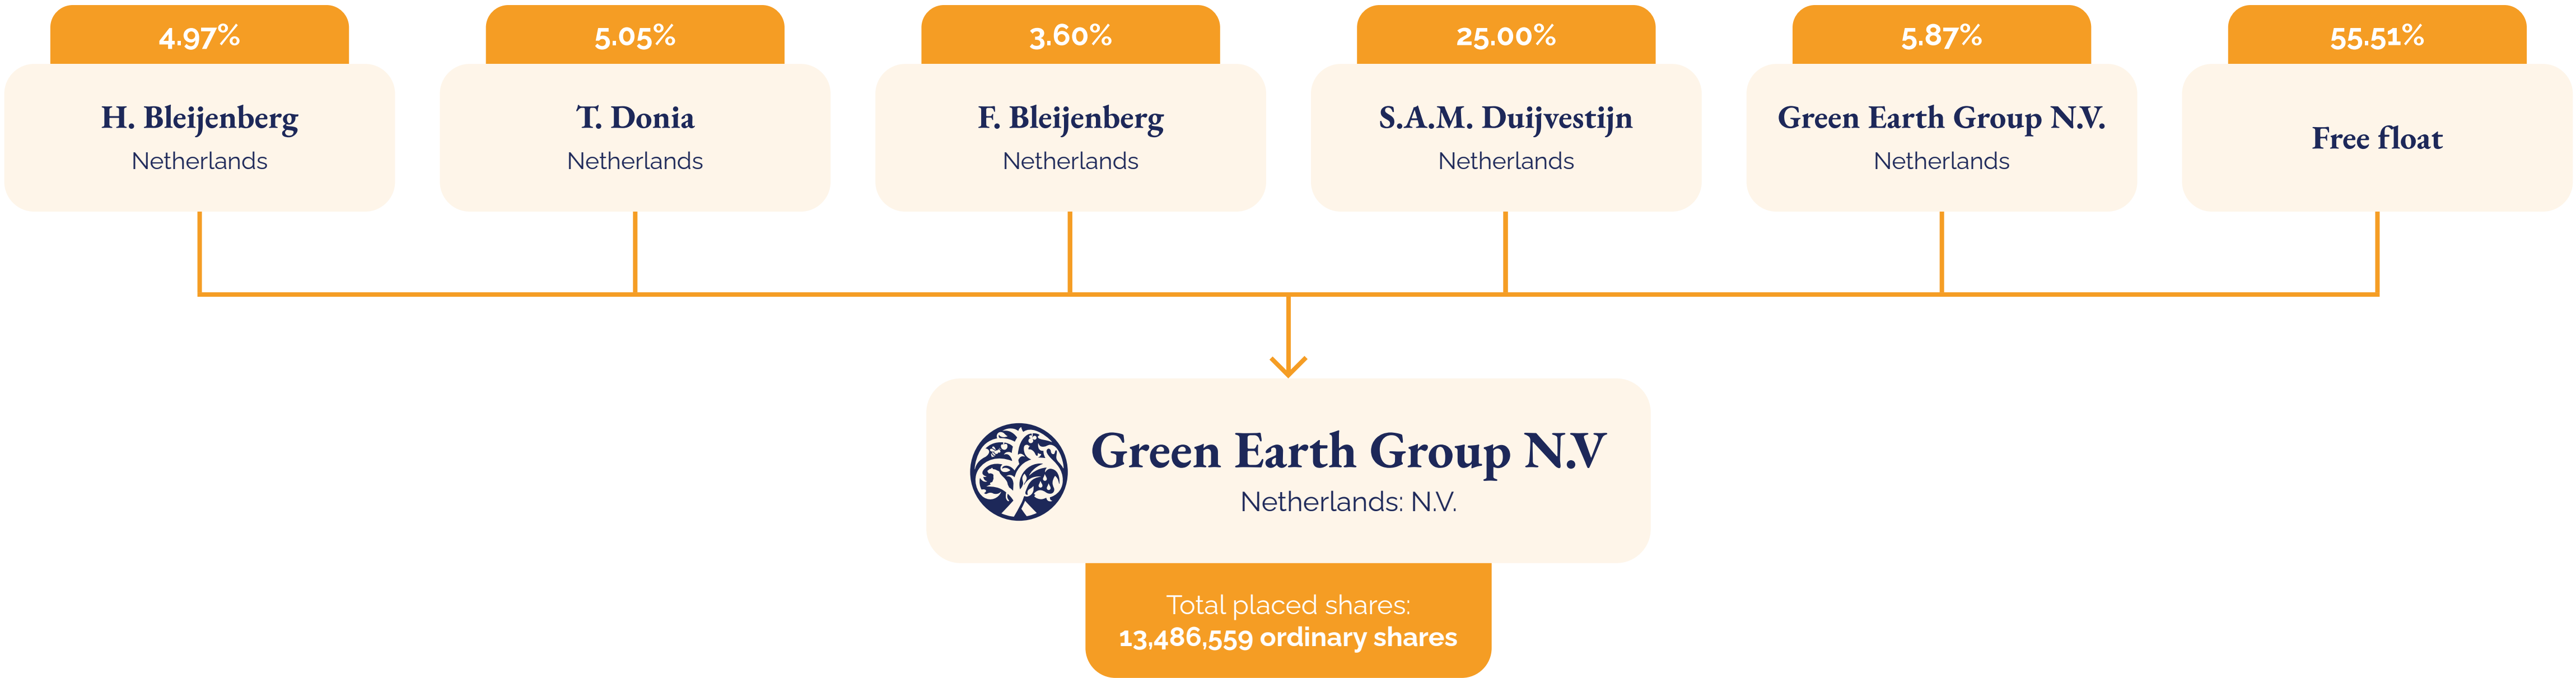 4.97%
H. Bleijenberg
Netherlands
5.05%
T. Donia
Netherlands
3.60%
F. Bleijenberg
Netherlands
25.00%
S.A.M. Duijvestijn
Netherlands
5.87%
Green Earth Group N.V.
Netherlands
55.51%
Free float
Green Earth Group N.V
Netherlands: N.V.
Total placed shares:
13,486,559 ordinary shares